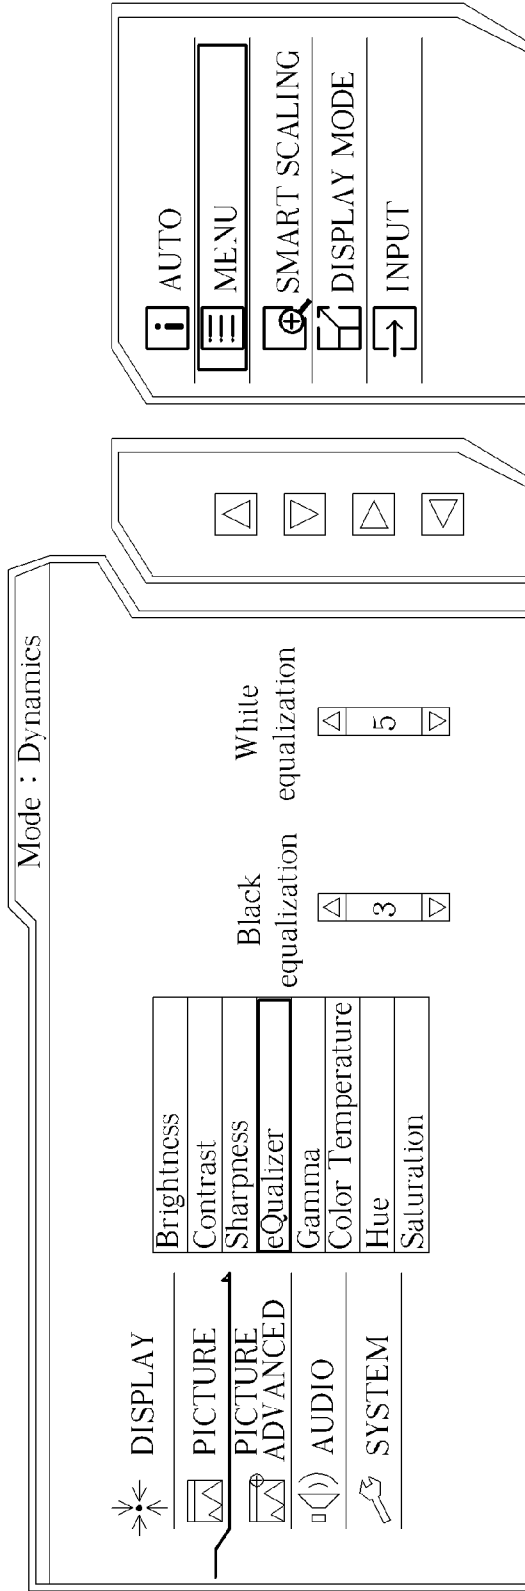 Mode : Dynamics
DISPLAY
PICTURE
PICTURE
ADVANCED
AUDIO
SYSTEM
Brightness
Contrast
Sharpness
eQualizer
Gamma
Color Temperature
Hue
Saturation
Black
equalization
3
White
equalization
5
AUTO
MENU
SMART SCALING
DISPLAY MODE
INPUT